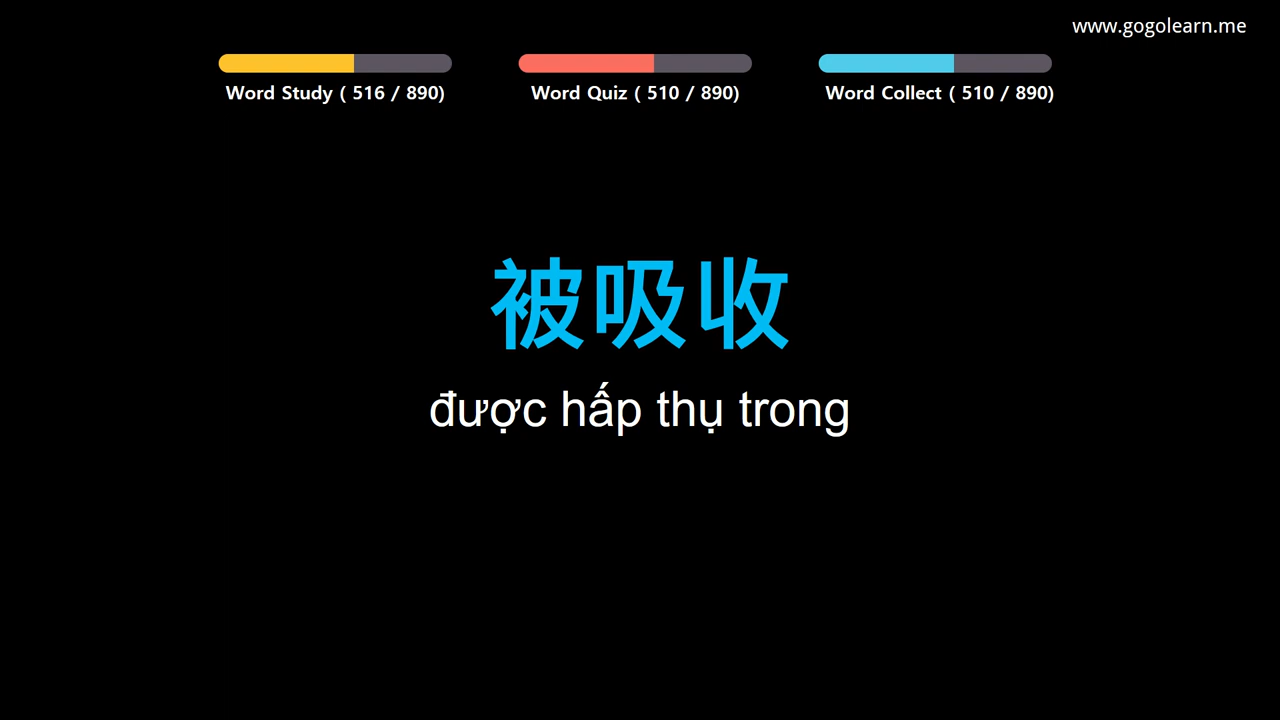 www.gogolearn.me
Word Study ( 516 / 890)
Word Quiz ( 510 / 890)
Word Collect ( 510 / 890)
被吸收
được hấp thụ trong